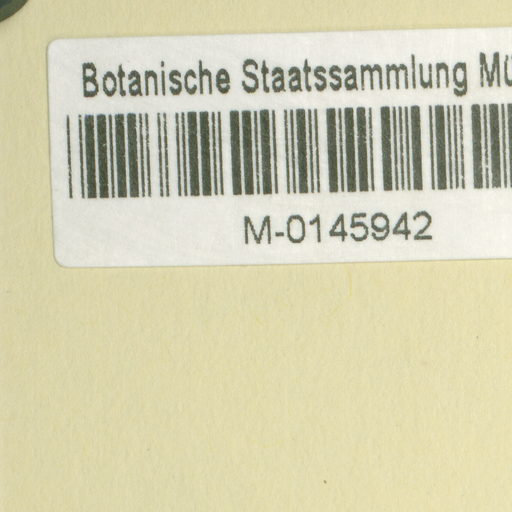 Botanische Staatssammlung Mü
M-0145942